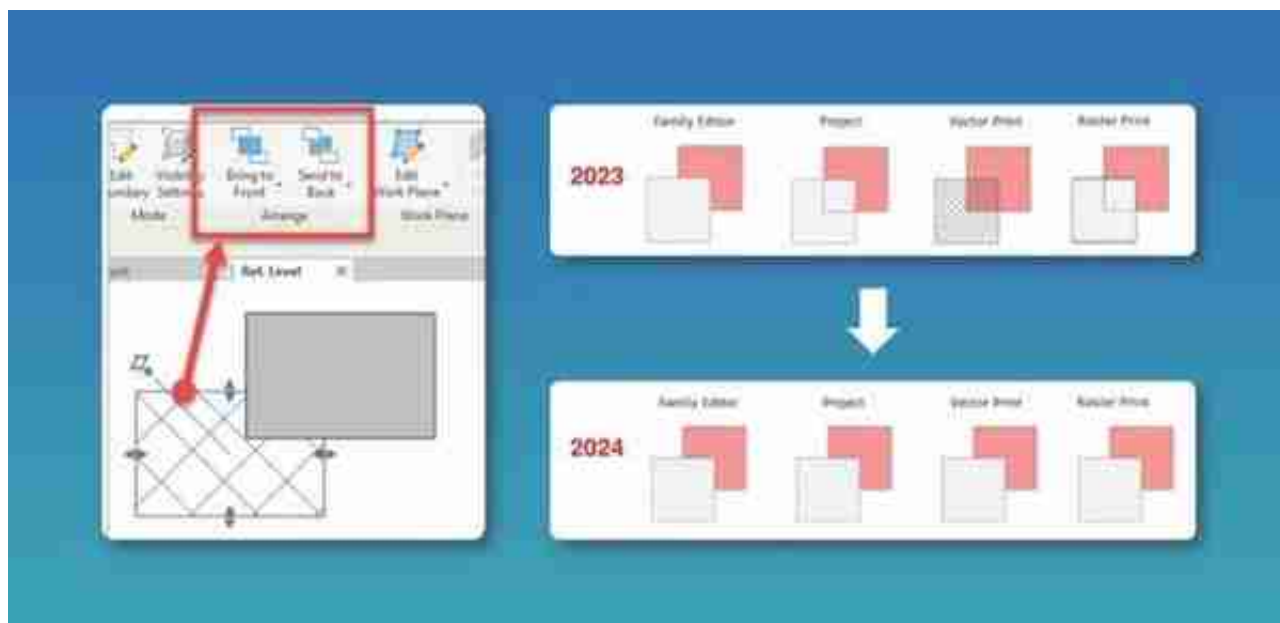 Edit Visibility Bring to Send to Edit
Settings Front Back Work Plane
Mode Arrange Work Plane
Ref. Level
Family Editor Project Vector Print Raster Print
2023
Family Editor Project Vector Print Raster Print
2024